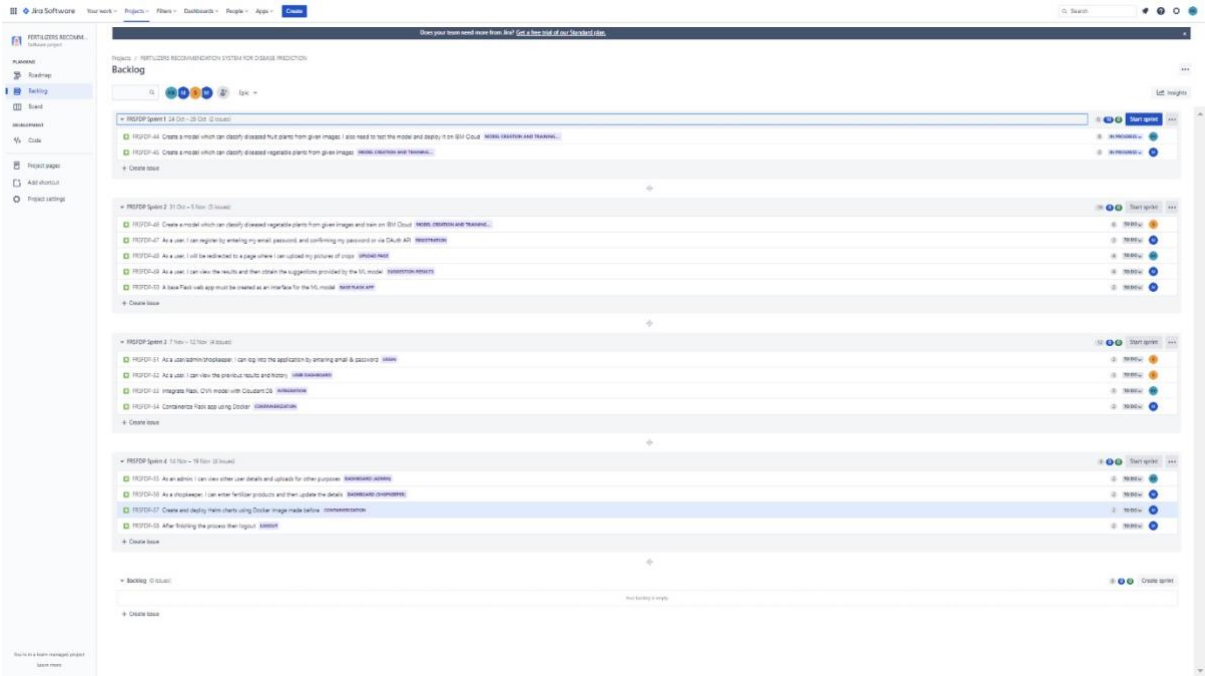 Jira Software Your work Projects Filters Dashboards People Apps Create Search
FERTILIZERS RECOMM...
Software project
Does your team need more from Jira? Get a free trial of our Standard plan.
PLANNING
Roadmap
Backlog
Board
DEVELOPMENT
Code
Project pages
Add shortcut
Project settings
Projects / FERTILIZERS RECOMMENDATION SYSTEM FOR DISEASE PREDICTION
Backlog
Epic Insights
FRSFDP Sprint 1 24 Oct – 29 Oct (2 issues) Start sprint
FRSFDP-44 Create a model which can classify diseased fruit plants from given images. I also need to test the model and deploy it on IBM Cloud MODEL CREATION AND TRAINING... IN PROGRESS
FRSFDP-45 Create a model which can classify diseased vegetable plants from given images MODEL CREATION AND TRAINING... IN PROGRESS
+ Create issue
FRSFDP Sprint 2 31 Oct – 5 Nov (5 issues) Start sprint
Create a model which can classify diseased vegetable plants from given images and train on IBM Cloud MODEL CREATION AND TRAINING... TO DO
FRSFDP-47 As a user, I can register by entering my email, password, and confirming my password or via OAuth API REGISTRATION TO DO
FRSFDP-48 As a user, I will be redirected to a page where I can upload my pictures of crops UPLOAD PAGE TO DO
FRSFDP-49 As a user, I can view the results and then obtain the suggestions provided by the ML model SUGGESTION RESULTS TO DO
FRSFDP-50 A base Flask web app must be created as an interface for the ML model BASE FLASK APP TO DO
+ Create issue
FRSFDP Sprint 3 7 Nov – 12 Nov (4 issues) Start sprint
FRSFDP-51 As a user/admin/shopkeeper, I can log into the application by entering email & password LOGIN TO DO
FRSFDP-52 As a user, I can view the previous results and history USER DASHBOARD TO DO
FRSFDP-53 Integrate Flask, CNN model with Cloudant DB INTEGRATION TO DO
FRSFDP-54 Containerize Flask app using Docker CONTAINERIZATION TO DO
+ Create issue
FRSFDP Sprint 4 14 Nov – 19 Nov (4 issues) Start sprint
FRSFDP-55 As an admin, I can view other user details and uploads for other purposes DASHBOARD (ADMIN) TO DO
FRSFDP-56 As a shopkeeper, I can enter fertilizer products and then update the details DASHBOARD (SHOPKEEPER) TO DO
FRSFDP-57 Create and deploy Helm charts using Docker Image made before CONTAINERIZATION TO DO
FRSFDP-58 After finishing the process then logout LOGOUT TO DO
+ Create issue
Backlog (0 issues) Create sprint
Your backlog is empty.
+ Create issue
You're in a team-managed project
Learn more